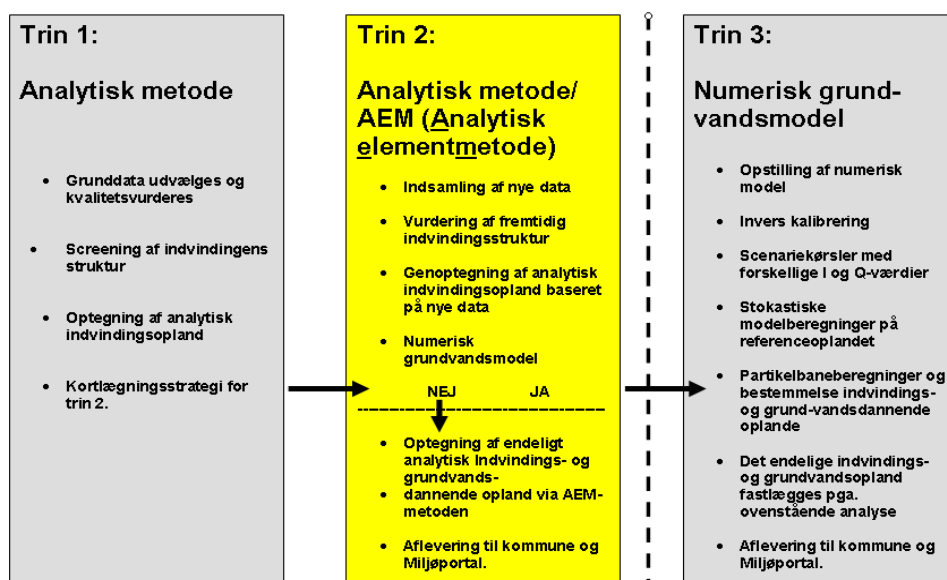 Trin 1:
Analytisk metode
• Grunddata udvælges og
kvalitetsvurderes
• Screening af indvindingens
struktur
• Optegning af analytisk
indvindingsopland
• Kortlægningsstrategi for
trin 2.
Trin 2:
Analytisk metode/
AEM (Analytisk
elementmetode)
• Indsamling af nye data
• Vurdering af fremtidig
indvindingsstruktur
• Genoptegning af analytisk
indvindingsopland baseret
på nye data
• Numerisk
grundvandsmodel
NEJ JA
• Optegning af endeligt
analytisk Indvindings- og
grundvands-
• dannende opland via AEM-
metoden
• Aflevering til kommune og
Miljøportal.
Trin 3:
Numerisk grund-
vandsmodel
• Opstilling af numerisk
model
• Invers kalibrering
• Scenariekørsler med
forskellige I og Q-værdier
• Stokastiske
modelberegninger på
referenceoplandet
• Partikelbaneberegninger og
bestemmelse indvindings-
og grund-vandsdannende
oplande
• Det endelige indvindings-
og grundvandsopland
fastlægges pga.
ovenstående analyse
• Aflevering til kommune og
Miljøportal.